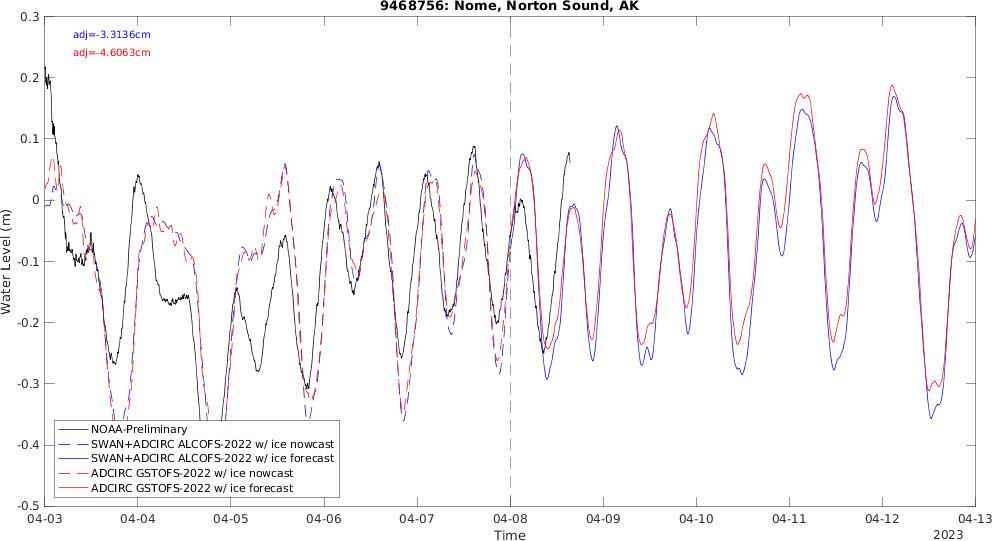 9468756: Nome, Norton Sound, AK
adj=-3.3136cm
adj=-4.6063cm
0.3
0.2
0.1
0
-0.1
-0.2
-0.3
-0.4
-0.5
Water Level (m)
NOAA-Preliminary
SWAN+ADCIRC ALCOFS-2022 w/ ice nowcast
SWAN+ADCIRC ALCOFS-2022 w/ ice forecast
ADCIRC GSTOFS-2022 w/ ice nowcast
ADCIRC GSTOFS-2022 w/ ice forecast
04-03 04-04 04-05 04-06 04-07 04-08 04-09 04-10 04-11 04-12 04-13
Time
2023